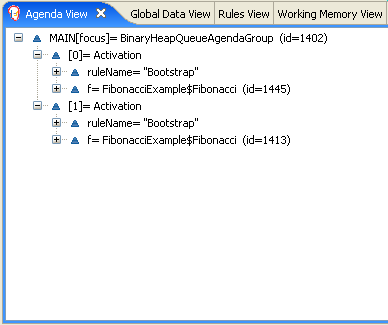 Agenda View Global Data View Rules View Working Memory View
MAIN[focus]= BinaryHeapQueueAgendaGroup (id=1402)
[0]= Activation
ruleName= "Bootstrap"
f= FibonacciExample$Fibonacci (id=1445)
[1]= Activation
ruleName= "Bootstrap"
f= FibonacciExample$Fibonacci (id=1413)